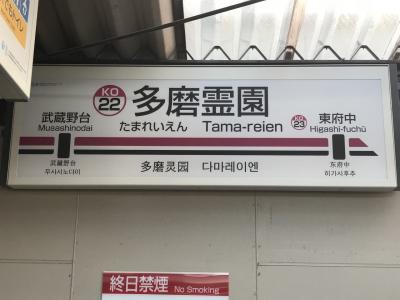 KO
22
多磨霊園
たまれいえん Tama-reien
武蔵野台
Musashinodai
KO
23
東府中
Higashi-fuchū
武蔵野台
무사시노다이
多磨灵园 다마레이엔
东府中
히가시후추
終日禁煙
No Smoking